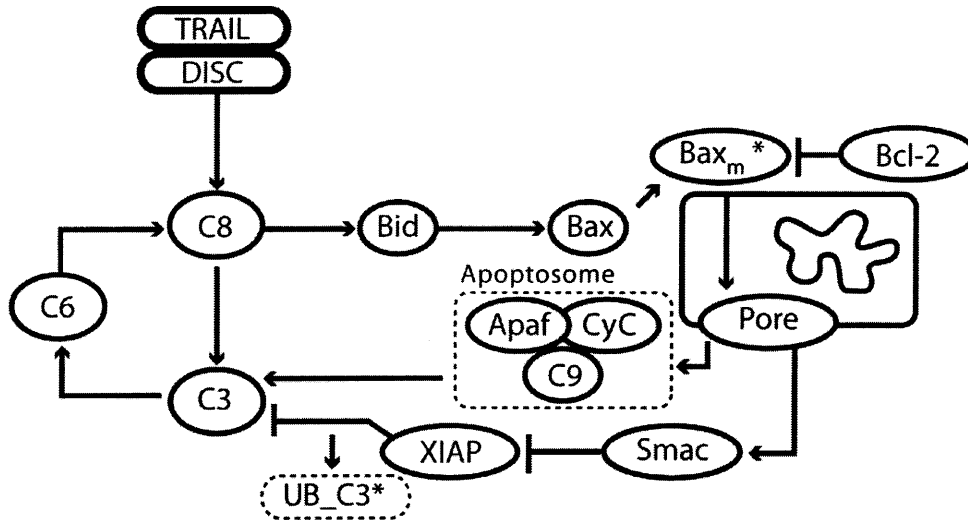 TRAIL
DISC
Bax_m *
Bcl-2
C8
Bid
Bax
Apoptosome
C6
Apaf
CyC
Pore
C9
C3
XIAP
Smac
UB_C3*